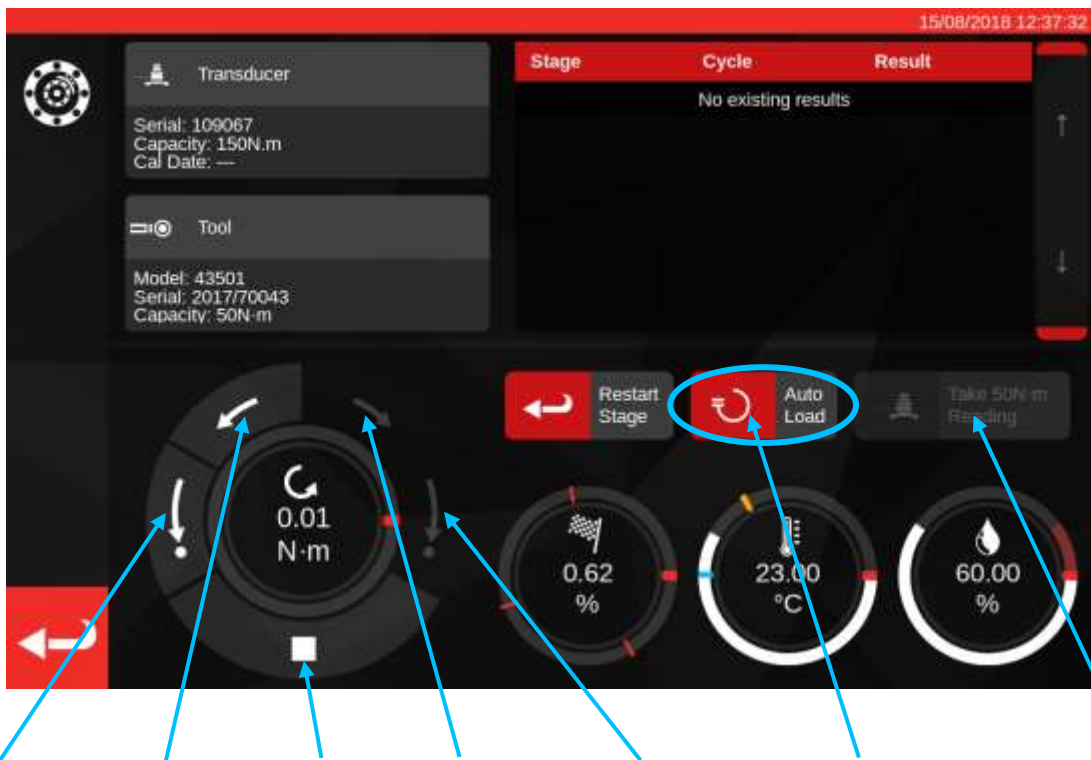 15/08/2018 12:37:32
Transducer
Serial: 109067
Capacity: 150N.m
Cal Date: ---
Tool
Model: 43501
Serial: 2017/70043
Capacity: 50N·m
Stage Cycle Result
No existing results
Restart
Stage
Auto
Load
Take 50N·m
Reading
0.01
N·m
0.62
%
23.00
°C
60.00
%